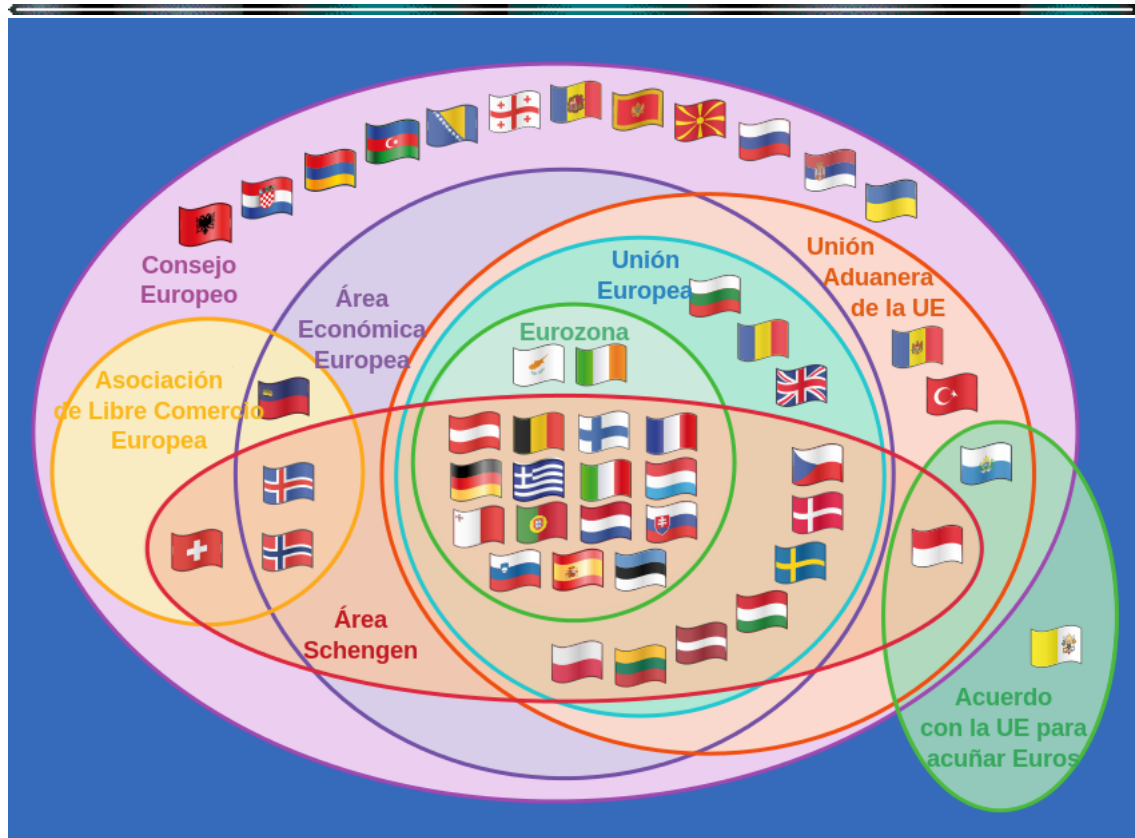 Consejo
Europeo
Área
Económica
Europea
Unión
Europea
Unión
Aduanera
de la UE
Eurozona
Asociación
de Libre Comercio
Europea
Área
Schengen
Acuerdo
con la UE para
acuñar Euros